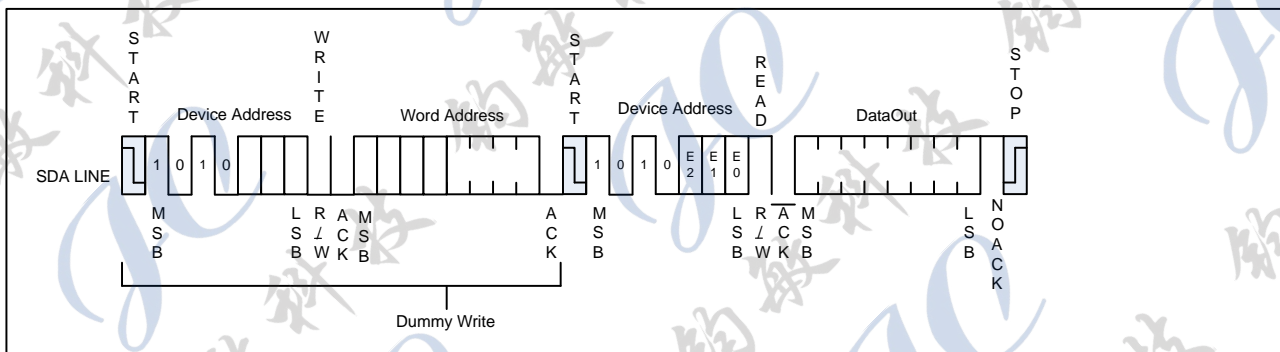 START
WRITE
START
READ
STOP
Device Address
Word Address
Device Address
DataOut
SDA LINE
1 0 1 0
1 0 1 0 E2 E1 E0
MSB
LSB
R/W
ACK
MSB
ACK
MSB
LSB
R/W
ACK
MSB
LSB
NOACK
Dummy Write